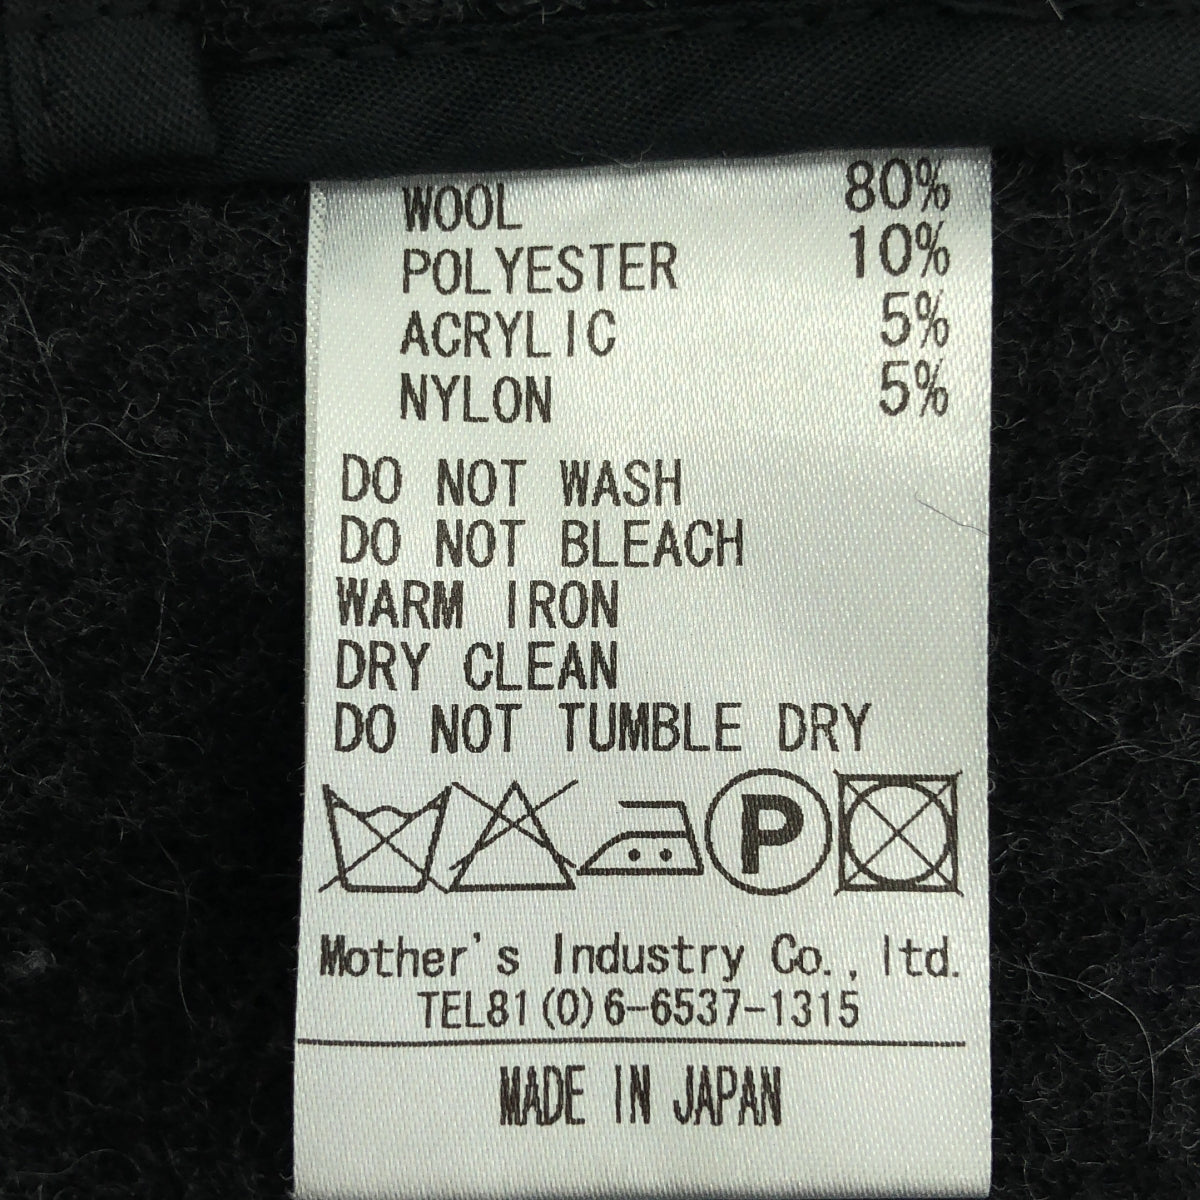 WOOL 80%
POLYESTER 10%
ACRYLIC 5%
NYLON 5%
DO NOT WASH
DO NOT BLEACH
WARM IRON
DRY CLEAN
DO NOT TUMBLE DRY
P
Mother's Industry Co., ltd.
TEL81(0)6-6537-1315
MADE IN JAPAN